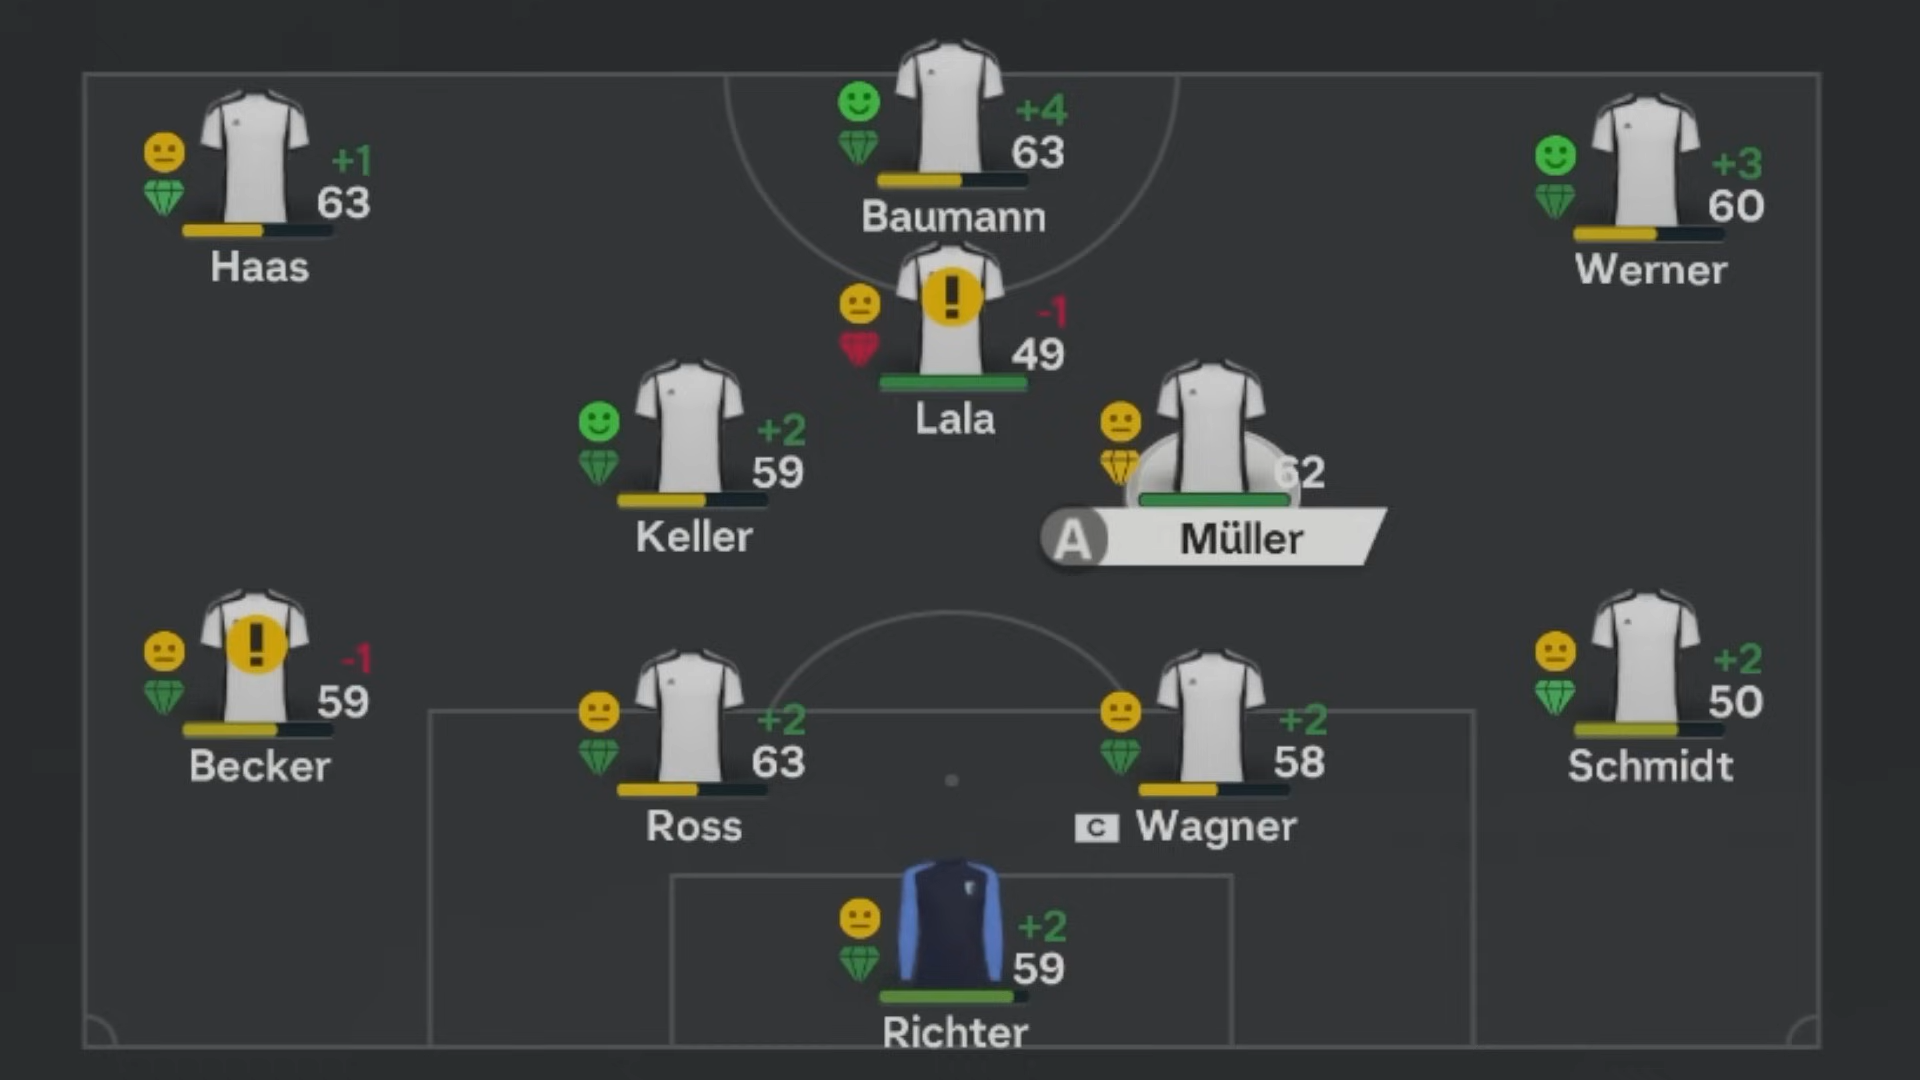 +4
63
Baumann
+1
63
Haas
+3
60
Werner
!
-1
49
Lala
+2
59
Keller
62
A Müller
!
-1
59
Becker
+2
63
Ross
+2
58
C Wagner
+2
50
Schmidt
+2
59
Richter